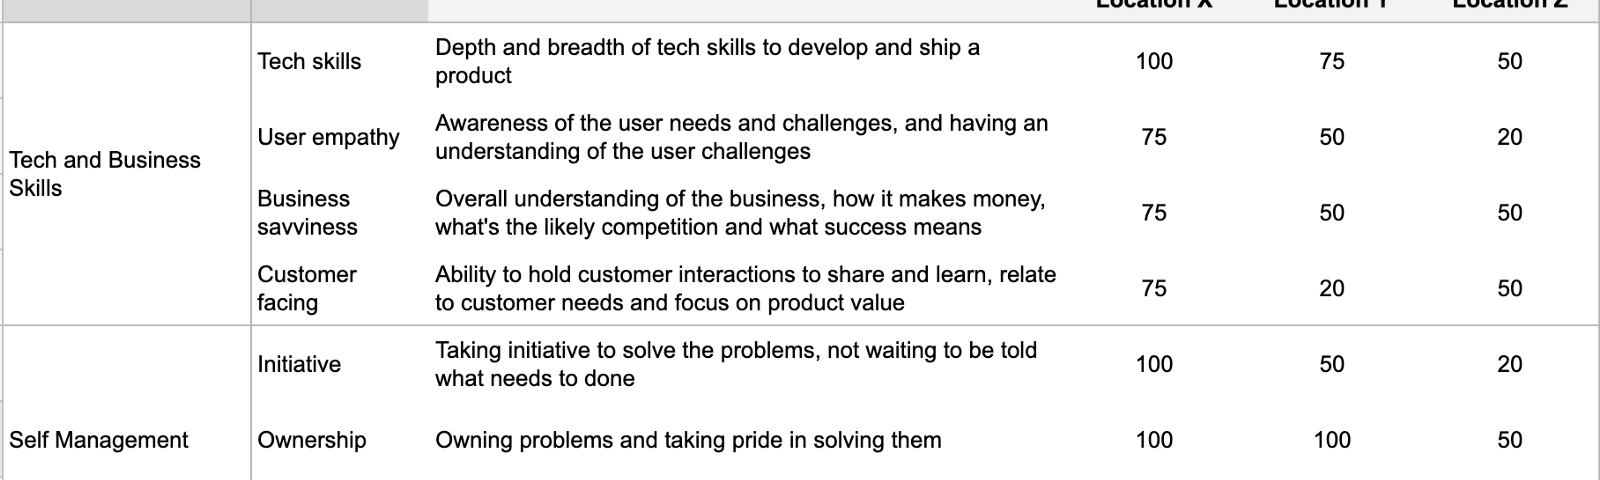 Location X Location Y Location Z
Tech and Business
Skills
Tech skills
Depth and breadth of tech skills to develop and ship a
product
100 75 50
User empathy
Awareness of the user needs and challenges, and having an
understanding of the user challenges
75 50 20
Business
savviness
Overall understanding of the business, how it makes money,
what's the likely competition and what success means
75 50 50
Customer
facing
Ability to hold customer interactions to share and learn, relate
to customer needs and focus on product value
75 20 50
Self Management
Initiative
Taking initiative to solve the problems, not waiting to be told
what needs to done
100 50 20
Ownership
Owning problems and taking pride in solving them
100 100 50